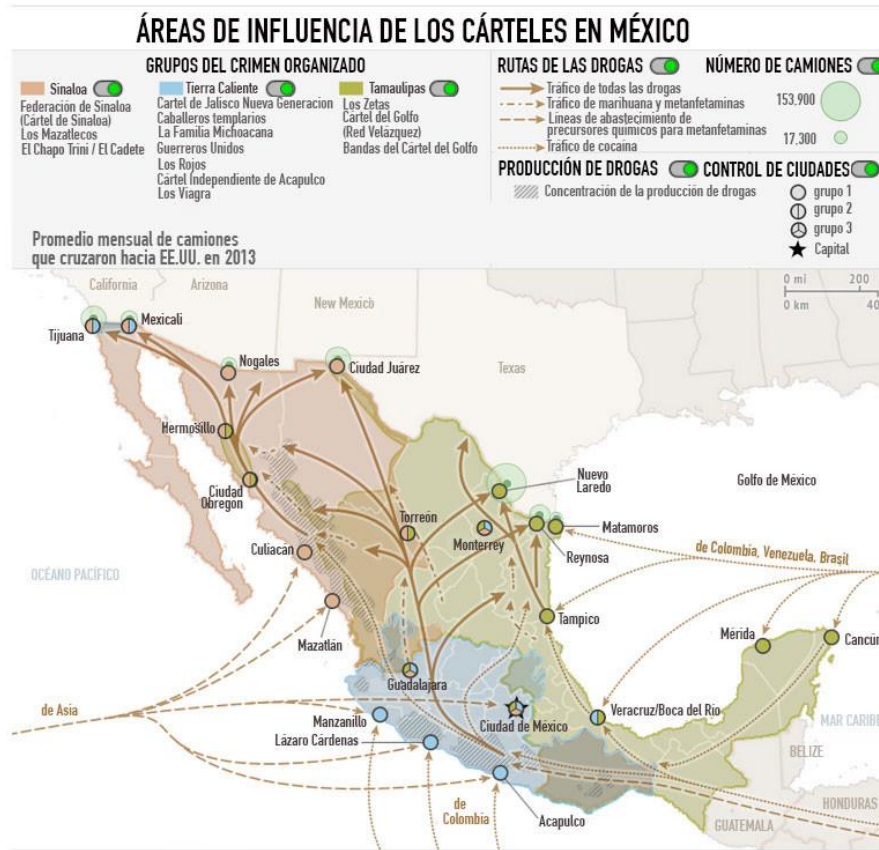 ÁREAS DE INFLUENCIA DE LOS CÁRTELES EN MÉXICO
GRUPOS DEL CRIMEN ORGANIZADO
Sinaloa
Federación de Sinaloa
(Cártel de Sinaloa)
Los Mazatlecos
El Chapo Trini / El Cadete
Tierra Caliente
Cartel de Jalisco Nueva Generacion
Caballeros templarios
La Familia Michoacana
Guerreros Unidos
Los Rojos
Cártel Independiente de Acapulco
Los Viagra
Tamaulipas
Los Zetas
Cártel del Golfo
(Red Velázquez)
Bandas del Cártel del Golfo
RUTAS DE LAS DROGAS
Tráfico de todas las drogas
Tráfico de marihuana y metanfetaminas
Líneas de abastecimiento de
precursores químicos para metanfetaminas
Tráfico de cocaína
NÚMERO DE CAMIONES
153.900
17,300
PRODUCCIÓN DE DROGAS
Concentración de la producción de drogas
CONTROL DE CIUDADES
grupo 1
grupo 2
grupo 3
Capital
Promedio mensual de camiones
que cruzaron hacia EE.UU. en 2013
California
Arizona
New Mexico
Texas
0 mi 200
0 km 40
Tijuana
Mexicali
Nogales
Ciudad Juárez
Hermosillo
Ciudad
Obregón
Nuevo
Laredo
Golfo de México
Torreón
Monterrey
Matamoros
Reynosa
Culiacán
de Colombia, Venezuela, Brasil
OCÉANO PACÍFICO
Mazatlán
Tampico
Mérida
Cancún
Guadalajara
de Asia
Manzanillo
Ciudad de México
Veracruz/Boca del Río
MAR CARIBE
Lázaro Cárdenas
BELIZE
de
Colombia
Acapulco
HONDURAS
GUATEMALA